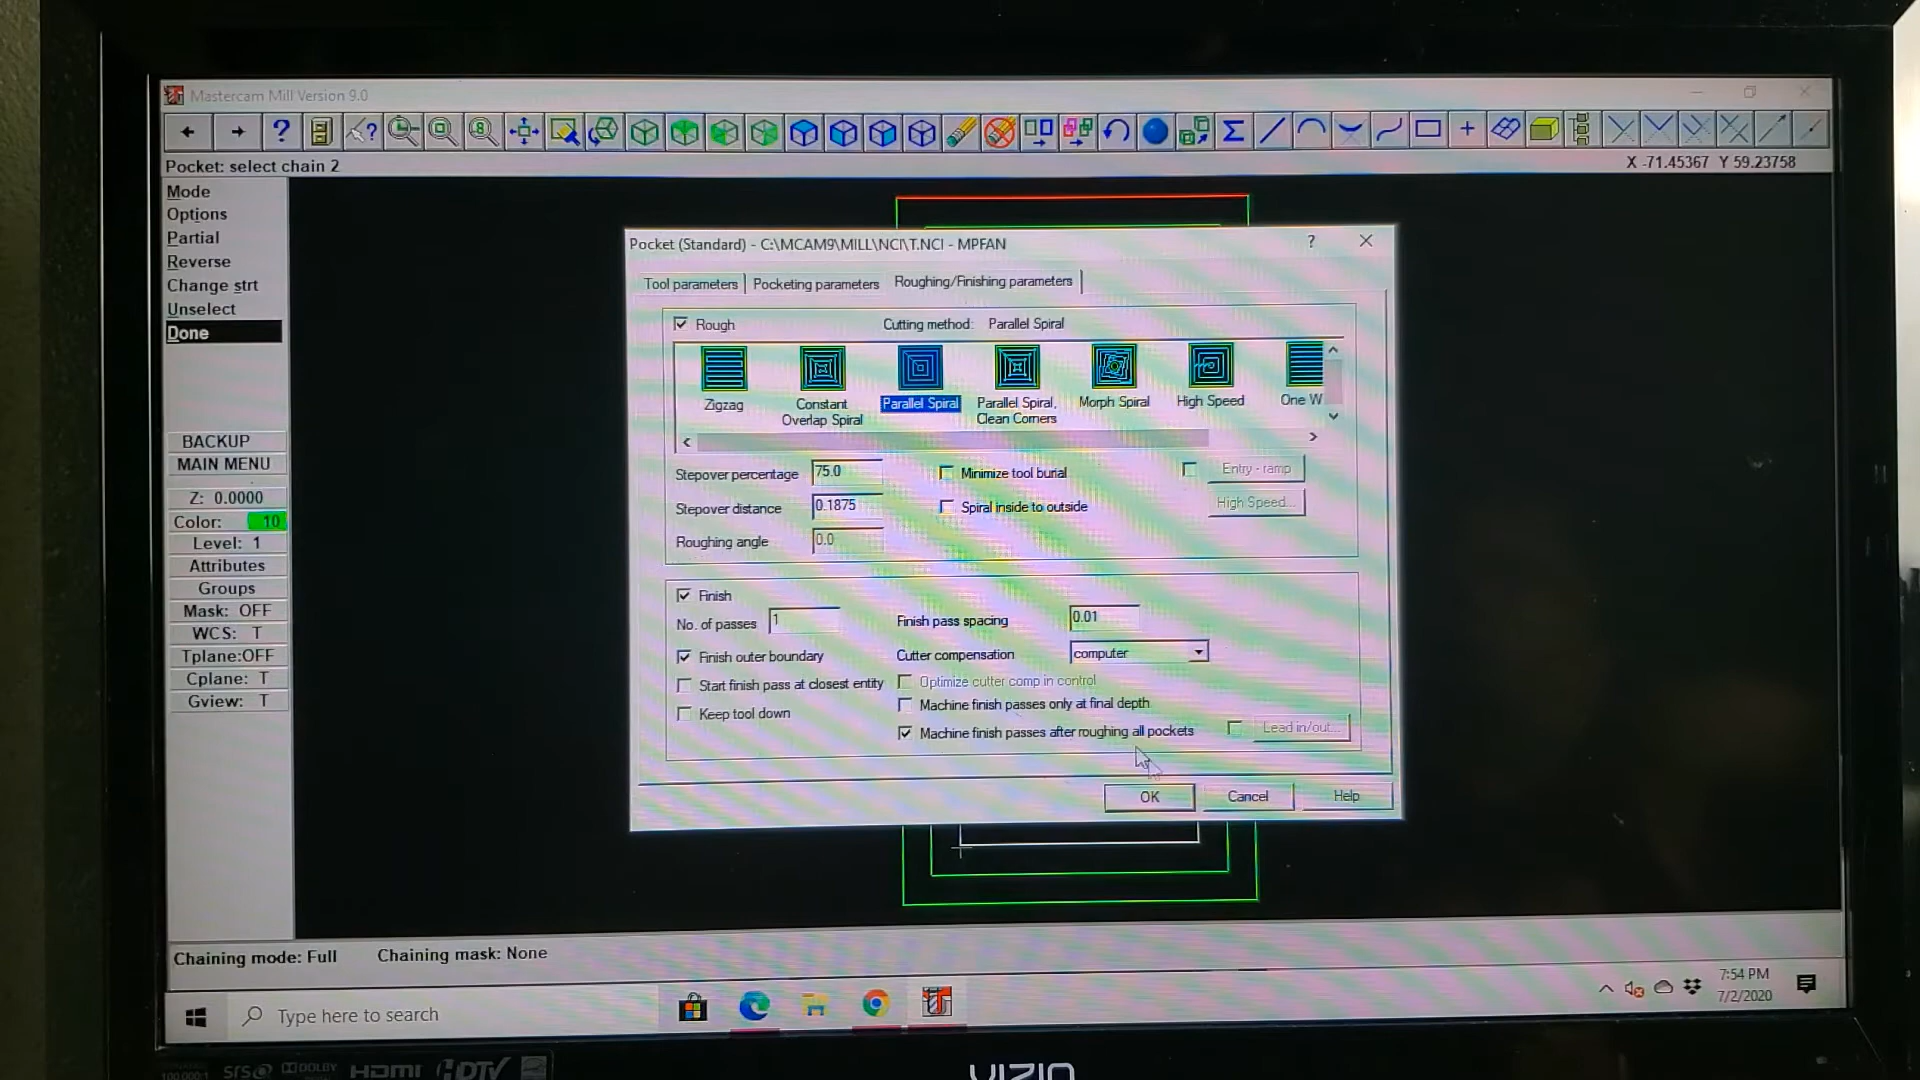 Mastercam Mill Version 9.0
Pocket: select chain 2
X -71.45367 Y 59.23758
Mode
Options
Partial
Reverse
Change strt
Unselect
Done
BACKUP
MAIN MENU
Z: 0.0000
Color: 10
Level: 1
Attributes
Groups
Mask: OFF
WCS: T
Tplane:OFF
Cplane: T
Gview: T
Pocket (Standard) - C:\MCAM9\MILL\NCI\T.NCI - MPFAN
Tool parameters
Pocketing parameters
Roughing/Finishing parameters
Rough
Cutting method: Parallel Spiral
Zigzag
Constant Overlap Spiral
Parallel Spiral
Parallel Spiral, Clean Corners
Morph Spiral
High Speed
One W
Stepover percentage 75.0
Minimize tool burial
Entry - ramp
Stepover distance 0.1875
Spiral inside to outside
High Speed...
Roughing angle 0.0
Finish
No. of passes 1
Finish pass spacing 0.01
Finish outer boundary
Cutter compensation computer
Start finish pass at closest entity
Optimize cutter comp in control
Keep tool down
Machine finish passes only at final depth
Machine finish passes after roughing all pockets
Lead in/out...
OK
Cancel
Help
Chaining mode: Full Chaining mask: None
Type here to search
7:54 PM
7/2/2020
SRS DOLBY HDMI HDTV
VIZIO